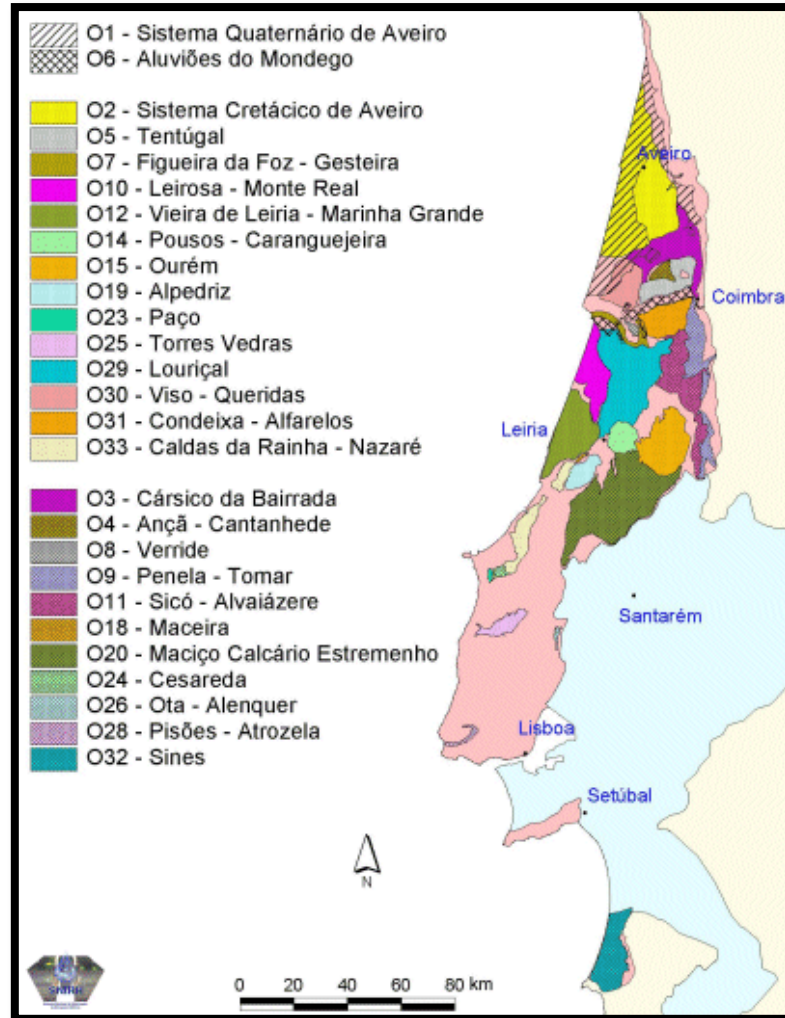 O1 - Sistema Quaternário de Aveiro
O6 - Aluviões do Mondego
O2 - Sistema Cretácico de Aveiro
O5 - Tentúgal
O7 - Figueira da Foz - Gesteira
O10 - Leirosa - Monte Real
O12 - Vieira de Leiria - Marinha Grande
O14 - Pousos - Caranguejeira
O15 - Ourém
O19 - Alpedriz
O23 - Paço
O25 - Torres Vedras
O29 - Louriçal
O30 - Viso - Queridas
O31 - Condeixa - Alfarelos
O33 - Caldas da Rainha - Nazaré
O3 - Cársico da Bairrada
O4 - Ançã - Cantanhede
O8 - Verride
O9 - Penela - Tomar
O11 - Sicó - Alvaiázere
O18 - Maceira
O20 - Maciço Calcário Estremenho
O24 - Cesareda
O26 - Ota - Alenquer
O28 - Pisões - Atrozela
O32 - Sines
Aveiro
Coimbra
Leiria
Santarém
Lisboa
Setúbal
N
0 20 40 60 80 km